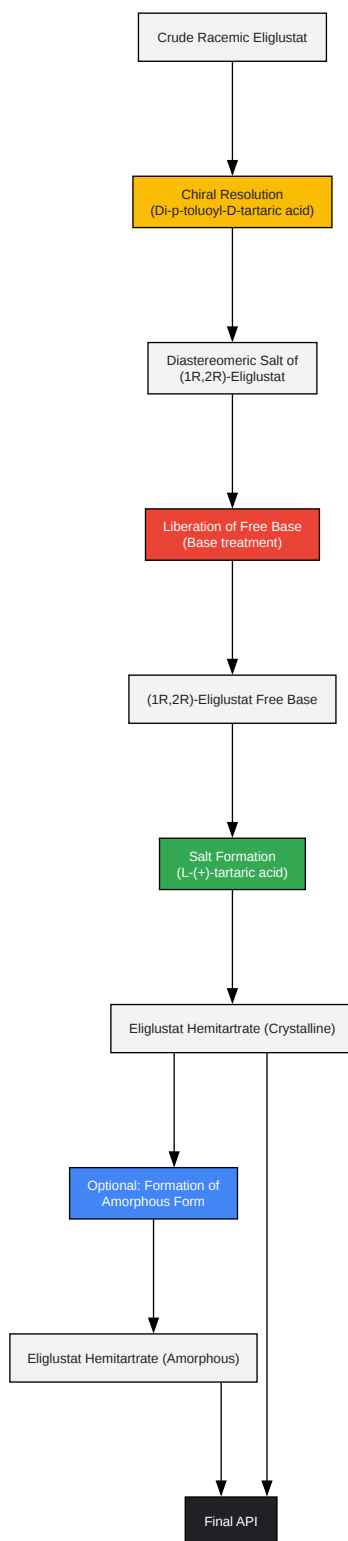 Crude Racemic Eliglustat
Chiral Resolution
(Di-p-toluoyl-D-tartaric acid)
Diastereomeric Salt of
(1R,2R)-Eliglustat
Liberation of Free Base
(Base treatment)
(1R,2R)-Eliglustat Free Base
Salt Formation
(L-(+)-tartaric acid)
Eliglustat Hemitartrate (Crystalline)
Optional: Formation of
Amorphous Form
Eliglustat Hemitartrate (Amorphous)
Final API